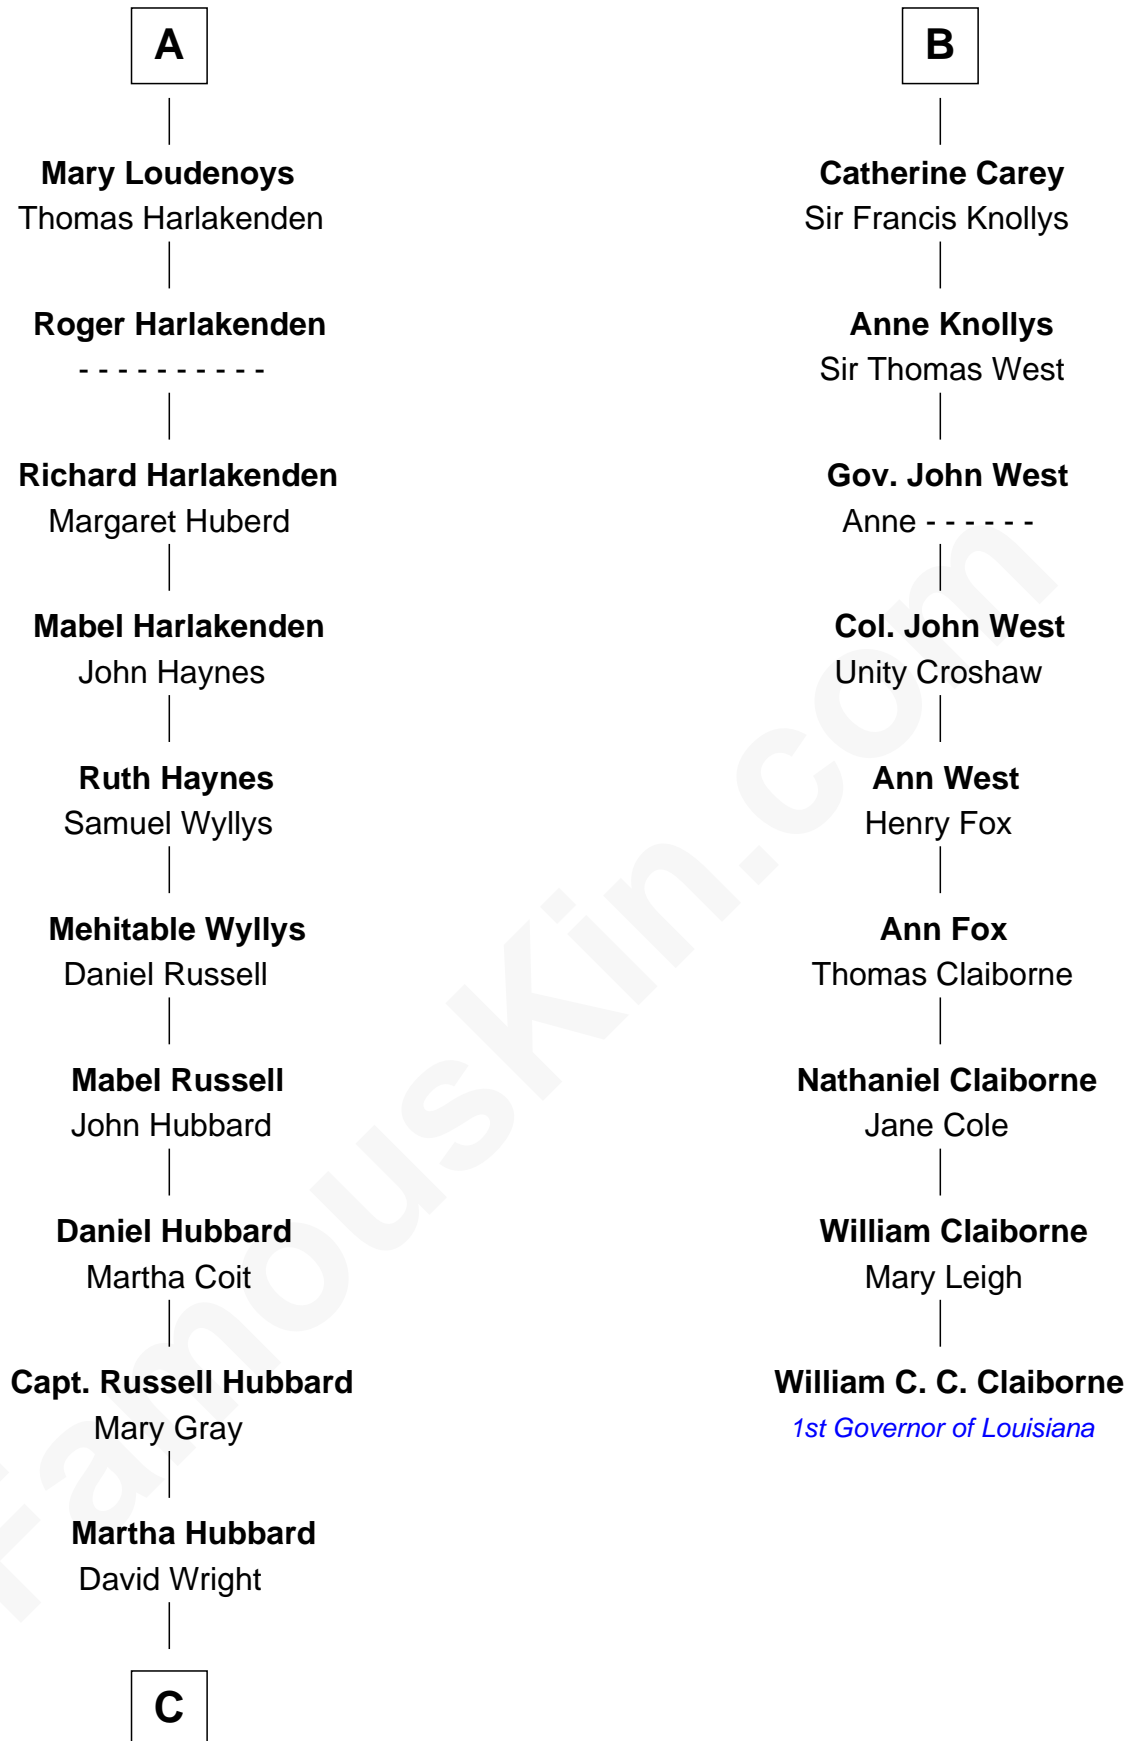 A
Mary Loudenoys
Thomas Harlakenden
Roger Harlakenden
- - - - - - - - - -
Richard Harlakenden
Margaret Huberd
Mabel Harlakenden
John Haynes
Ruth Haynes
Samuel Wyllys
Mehitable Wyllys
Daniel Russell
Mabel Russell
John Hubbard
Daniel Hubbard
Martha Coit
Capt. Russell Hubbard
Mary Gray
Martha Hubbard
David Wright
C
B
Catherine Carey
Sir Francis Knollys
Anne Knollys
Sir Thomas West
Gov. John West
Anne - - - - - -
Col. John West
Unity Croshaw
Ann West
Henry Fox
Ann Fox
Thomas Claiborne
Nathaniel Claiborne
Jane Cole
William Claiborne
Mary Leigh
William C. C. Claiborne
1st Governor of Louisiana
FamousKin.com